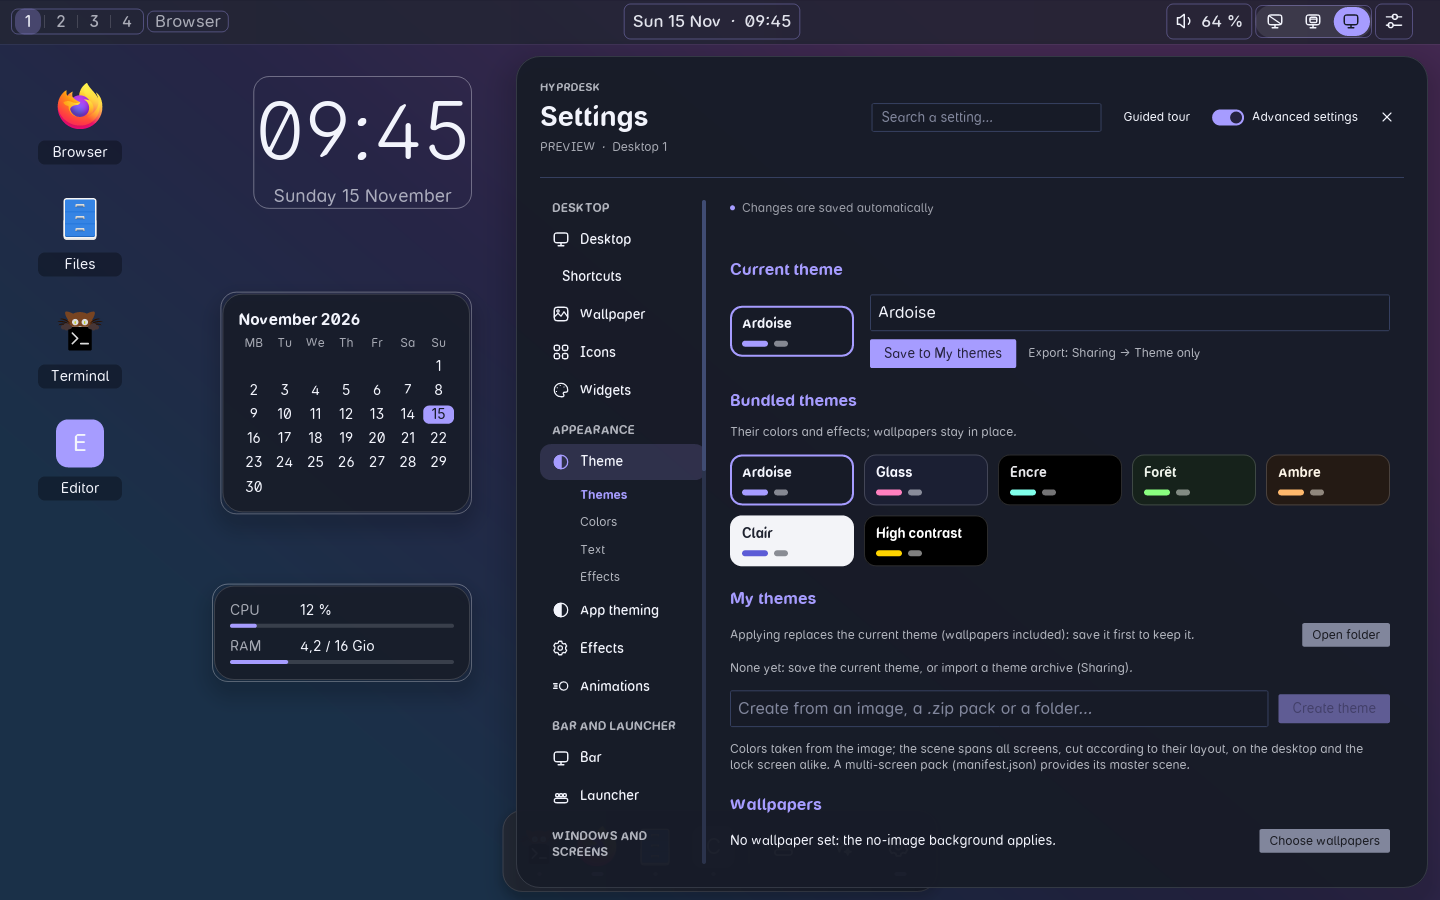 1 2 3 4 Browser
Sun 15 Nov · 09:45
64 %
Browser
Files
Terminal
E
Editor
09:45
Sunday 15 November
November 2026
MB Tu We Th Fr Sa Su
1
2 3 4 5 6 7 8
9 10 11 12 13 14 15
16 17 18 19 20 21 22
23 24 25 26 27 28 29
30
CPU 12 %
RAM 4,2 / 16 Gio
HYPRDESK
Settings
PREVIEW · Desktop 1
Search a setting...
Guided tour
Advanced settings
DESKTOP
Desktop
Shortcuts
Wallpaper
Icons
Widgets
APPEARANCE
Theme
Themes
Colors
Text
Effects
App theming
Effects
Animations
BAR AND LAUNCHER
Bar
Launcher
WINDOWS AND
SCREENS
Changes are saved automatically
Current theme
Ardoise
Ardoise
Save to My themes
Export: Sharing → Theme only
Bundled themes
Their colors and effects; wallpapers stay in place.
Ardoise Glass Encre Forêt Ambre
Clair High contrast
My themes
Applying replaces the current theme (wallpapers included): save it first to keep it.
Open folder
None yet: save the current theme, or import a theme archive (Sharing).
Create from an image, a .zip pack or a folder...
Create theme
Colors taken from the image; the scene spans all screens, cut according to their layout, on the desktop and the
lock screen alike. A multi-screen pack (manifest.json) provides its master scene.
Wallpapers
No wallpaper set: the no-image background applies.
Choose wallpapers